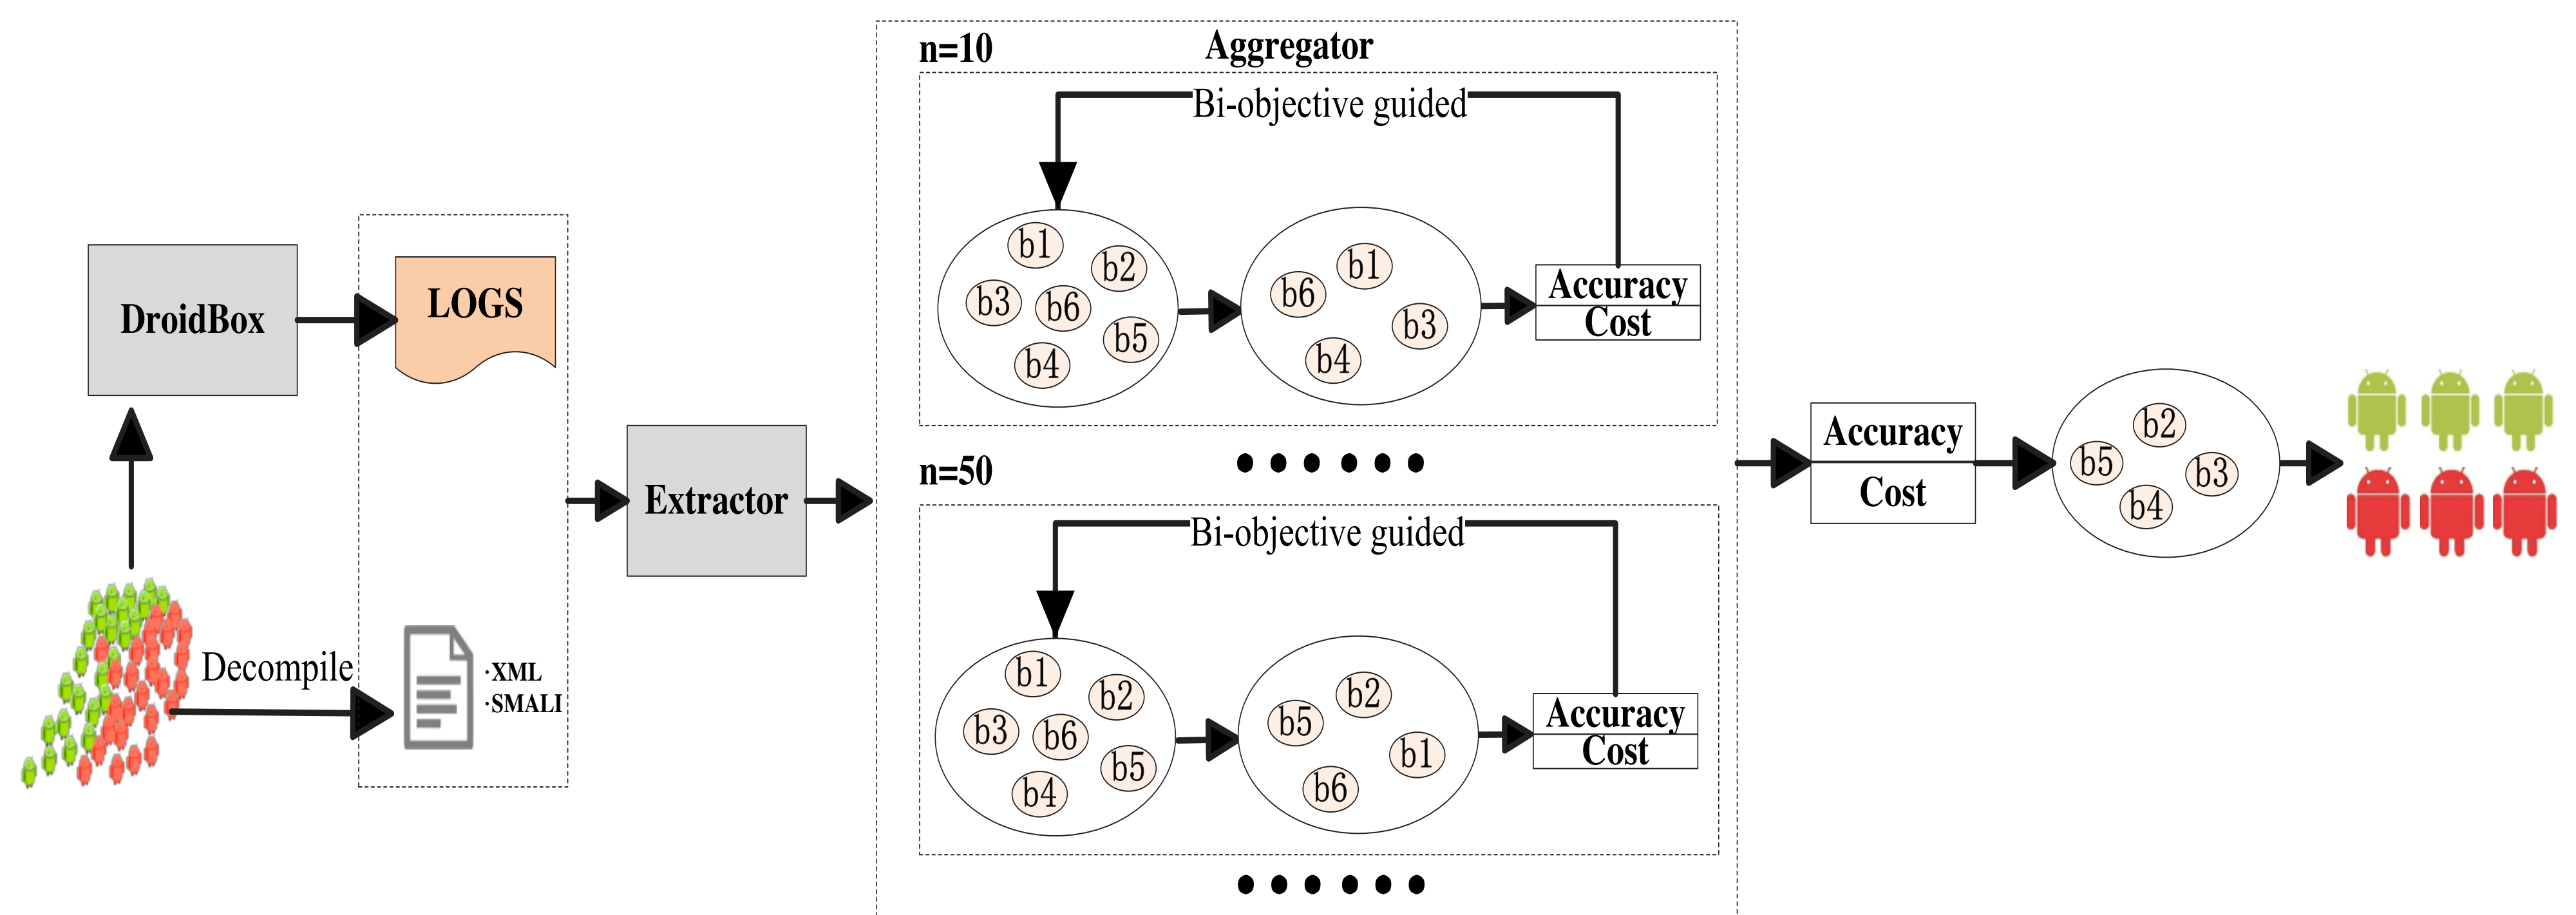 DroidBox
LOGS
Decompile
·XML
·SMALI
Extractor
n=10
Aggregator
Bi-objective guided
b1
b2
b3
b6
b5
b4
b1
b6
b3
b4
Accuracy
Cost
n=50
Bi-objective guided
b1
b2
b3
b6
b5
b4
b2
b5
b1
b6
Accuracy
Cost
Accuracy
Cost
b2
b5
b3
b4